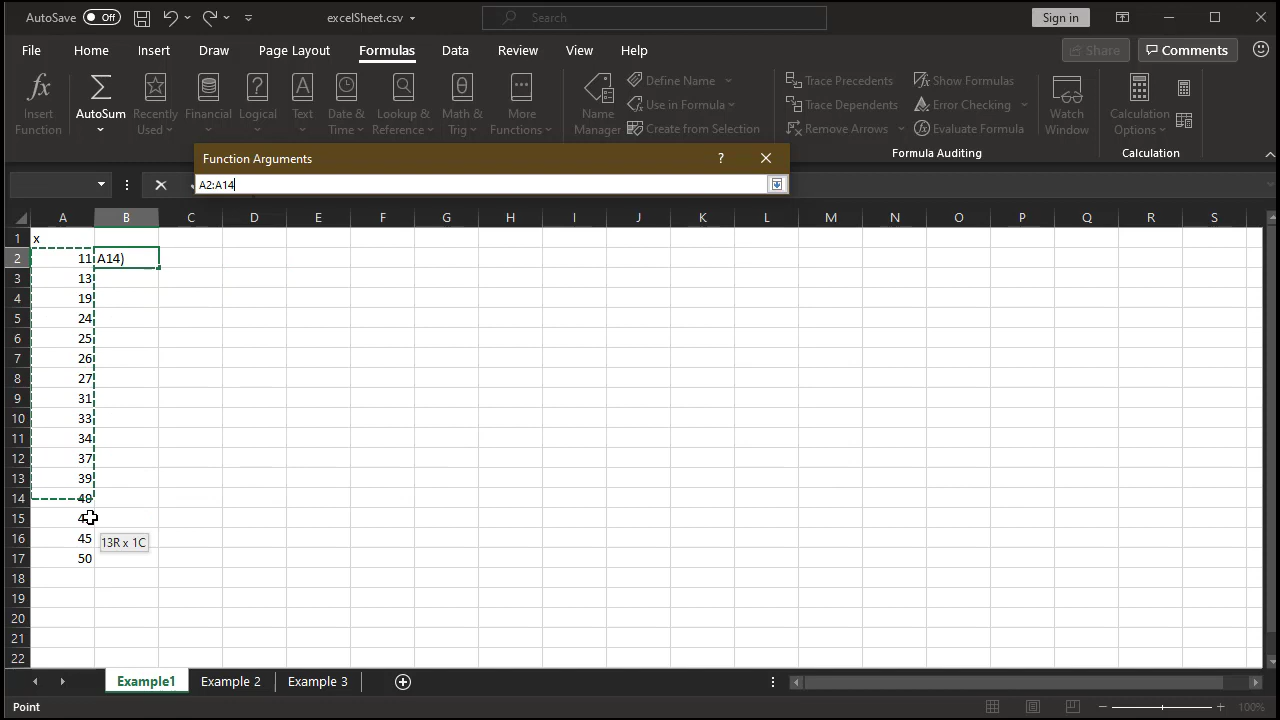 AutoSave Off excelSheet.csv Search Sign in
File Home Insert Draw Page Layout Formulas Data Review View Help Share Comments
fx
Insert Function
AutoSum
Recently Used
Financial
Logical
Text
Date & Time
Lookup & Reference
Math & Trig
More Functions
Name Manager
Define Name
Use in Formula
Create from Selection
Trace Precedents
Trace Dependents
Remove Arrows
Show Formulas
Error Checking
Evaluate Formula
Formula Auditing
Watch Window
Calculation Options
Calculation
Function Arguments ?
A2:A14
A B C D E F G H I J K L M N O P Q R S
1 x
2 11 A14)
3 13
4 19
5 24
6 25
7 26
8 27
9 31
10 33
11 34
12 37
13 39
14 40
15
16 45
13R x 1C
17 50
18
19
20
21
22
Example1 Example 2 Example 3
Point 100%